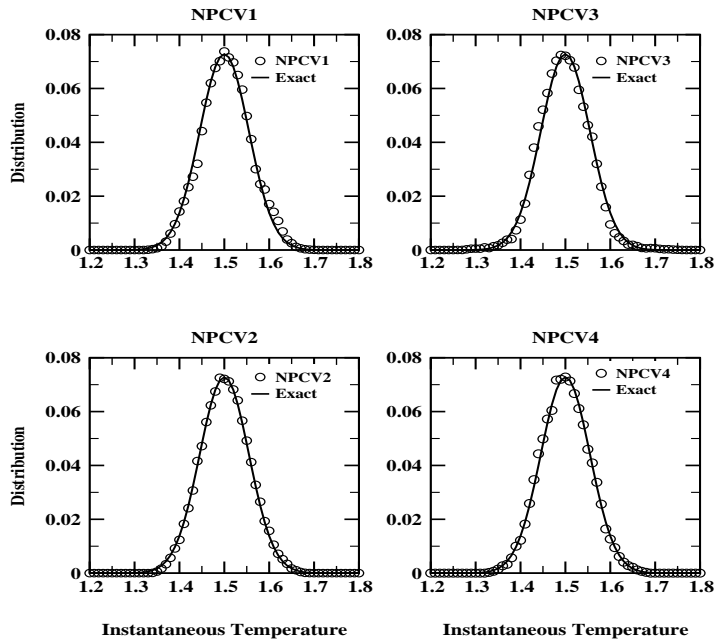 NPCV1
0.08
0.06
0.04
0.02
0
Distribution
NPCV1
Exact
1.2 1.3 1.4 1.5 1.6 1.7 1.8
NPCV3
0.08
0.06
0.04
0.02
0
NPCV3
Exact
1.2 1.3 1.4 1.5 1.6 1.7 1.8
NPCV2
0.08
0.06
0.04
0.02
0
Distribution
NPCV2
Exact
1.2 1.3 1.4 1.5 1.6 1.7 1.8
Instantaneous Temperature
NPCV4
0.08
0.06
0.04
0.02
0
NPCV4
Exact
1.2 1.3 1.4 1.5 1.6 1.7 1.8
Instantaneous Temperature